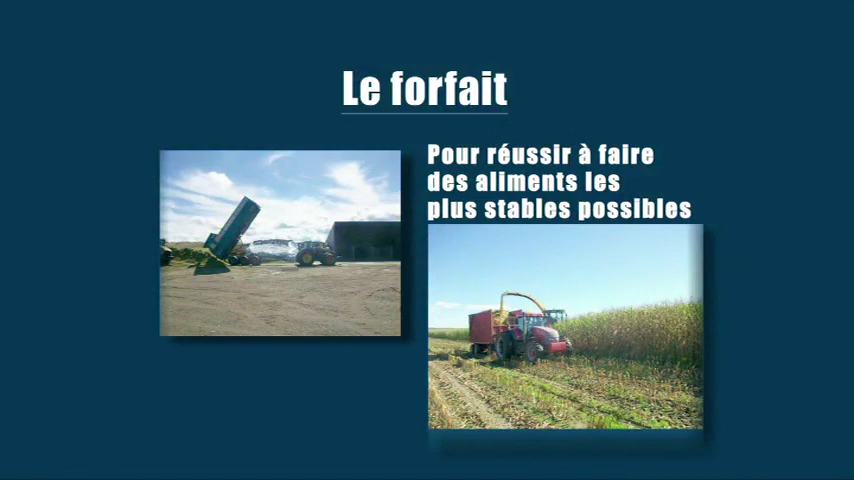 Le forfait
Pour réussir à faire
des aliments les
plus stables possibles